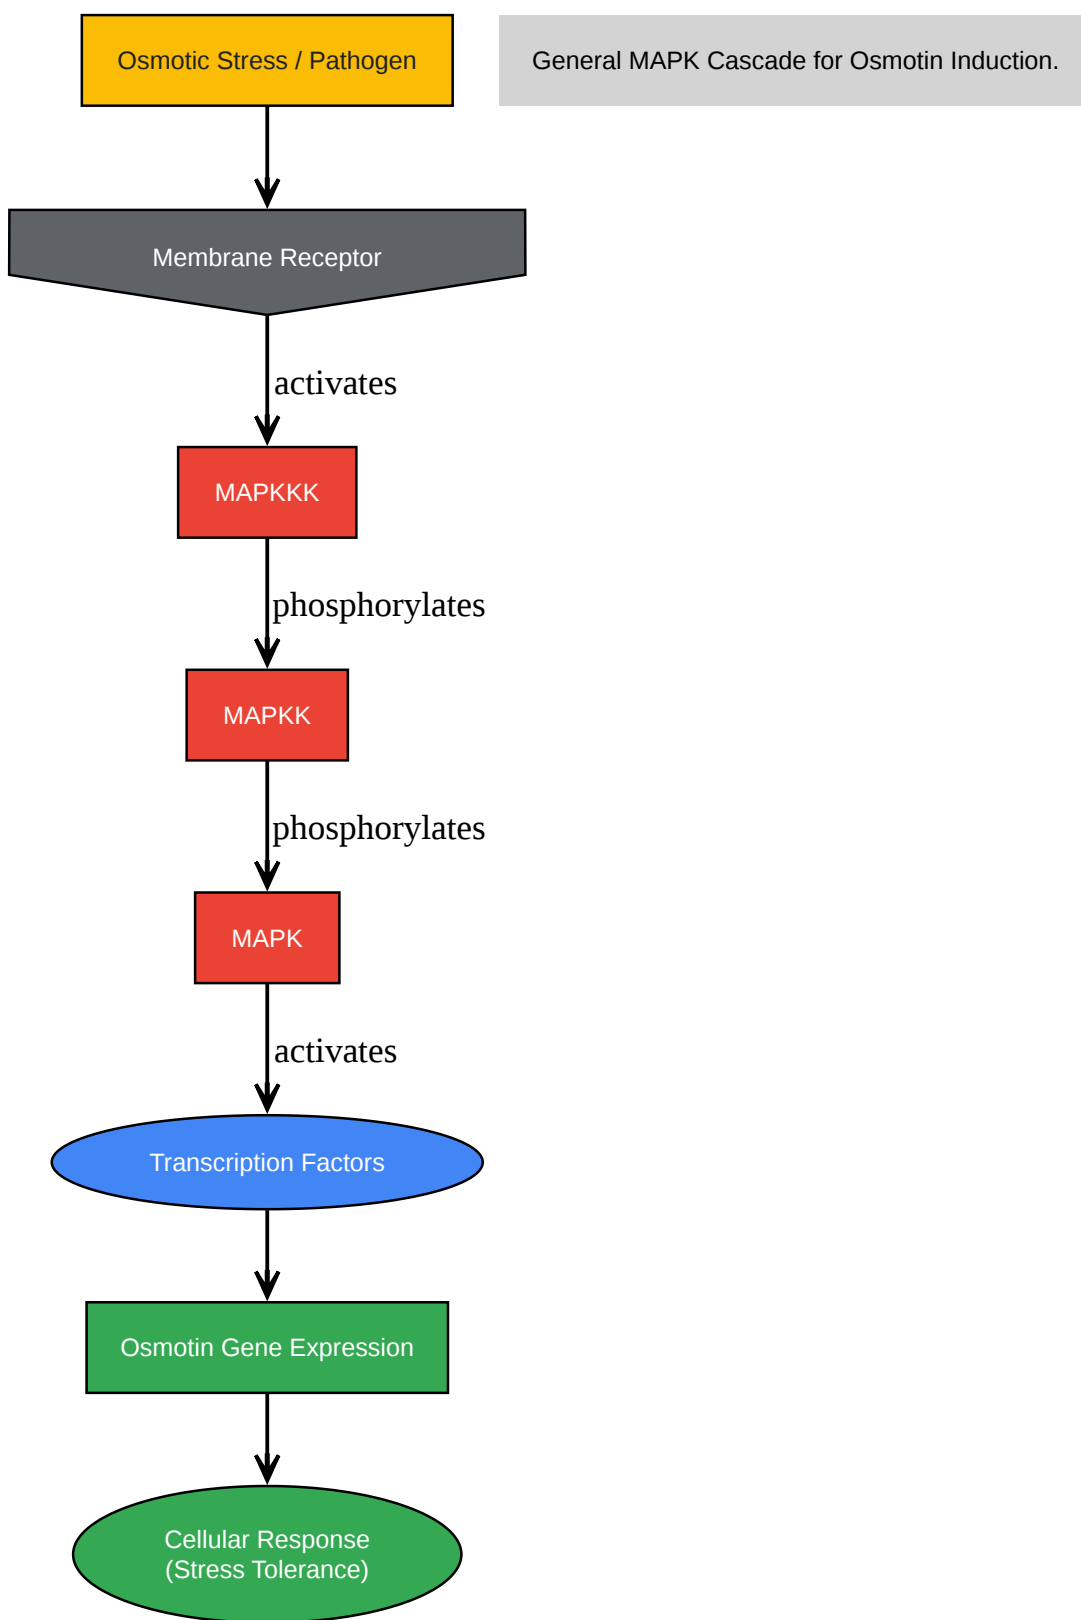 Osmotic Stress / Pathogen
General MAPK Cascade for Osmotin Induction.
Membrane Receptor
activates
MAPKKK
phosphorylates
MAPKK
phosphorylates
MAPK
activates
Transcription Factors
Osmotin Gene Expression
Cellular Response
(Stress Tolerance)